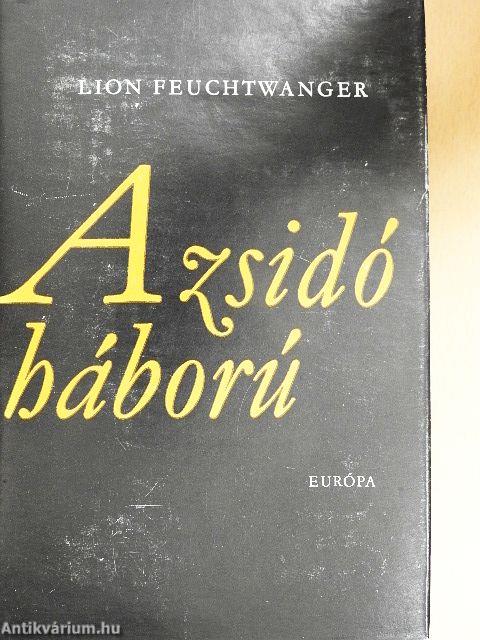 LION FEUCHTWANGER
A zsidó
háború
EURÓPA
Antikvárium.hu